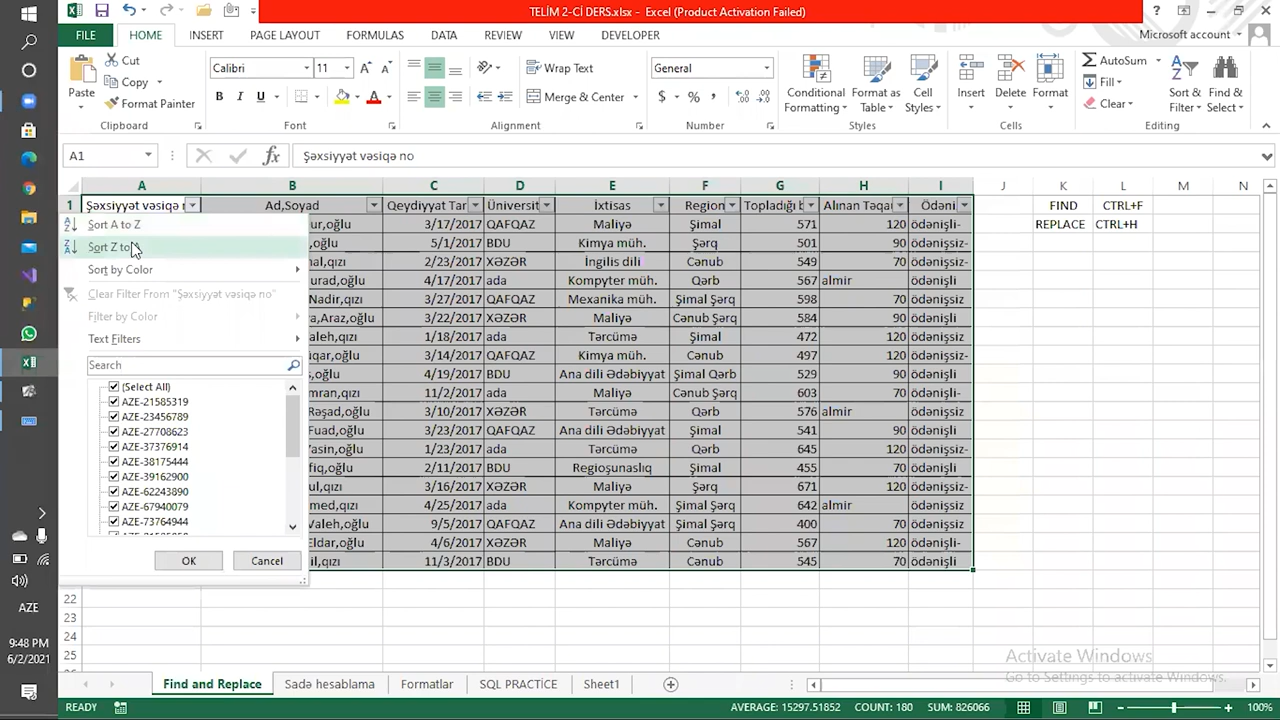 TELİM 2-Cİ DERS.xlsx - Excel (Product Activation Failed)
FILE HOME INSERT PAGE LAYOUT FORMULAS DATA REVIEW VIEW DEVELOPER Microsoft account
Paste Cut Copy Format Painter
Calibri 11 B I U
Wrap Text
Merge & Center
General $ % ,
Conditional Formatting Format as Table Cell Styles
Insert Delete Format
AutoSum Fill Clear
Sort & Filter Find & Select
Clipboard Font Alignment Number Styles Cells Editing
A1 fx Şəxsiyyət vəsiqə no
A B C D E F G H I J K L M N
1 Şəxsiyyət vəsiqə Ad,Soyad Qeydiyyat Tar Üniversit İxtisas Region Topladığı b Alınan Təqa Ödəni FIND CTRL+F
ur,oğlu 3/17/2017 QAFQAZ Maliyə Şimal 571 120 ödənişli- REPLACE CTRL+H
,oğlu 5/1/2017 BDU Kimya müh. Şərq 501 90 ödənişsiz-
al,qızı 2/23/2017 XƏZƏR İngilis dili Cənub 549 70 ödənişli
urad,oğlu 4/17/2017 ada Kompyter müh. Qərb 567 almir ödənişli
Nadir,qızı 3/27/2017 QAFQAZ Mexanika müh. Şimal Şərq 598 70 ödənişsiz
a,Araz,oğlu 3/22/2017 XƏZƏR Maliyə Cənub Şərq 584 90 ödənişsiz
aleh,qızı 1/18/2017 ada Tərcümə Şimal 472 120 ödənişli
üqar,oğlu 3/14/2017 QAFQAZ Kimya müh. Cənub 497 120 ödənişli-
ş,oğlu 4/19/2017 BDU Ana dili Ədəbiyyat Şimal Qərb 529 90 ödənişsiz
mran,qızı 11/2/2017 ada Maliyə Cənub Şərq 603 70 ödənişli-
Rəşad,oğlu 3/10/2017 XƏZƏR Tərcümə Qərb 576 almir ödənişsiz
Fuad,oğlu 3/23/2017 QAFQAZ Ana dili Ədəbiyyat Şimal 541 90 ödənişli
Yasin,oğlu 1/23/2017 ada Tərcümə Qərb 645 120 ödənişsiz-
fiq,oğlu 2/11/2017 BDU Regioşunaslıq Şimal 455 70 ödənişli
ul,qızı 3/16/2017 XƏZƏR Maliyə Şərq 671 120 ödənişsiz-
med,oğlu 4/25/2017 ada Kompyter müh. Şimal Şərq 642 almir ödənişsiz
Valeh,oğlu 9/5/2017 QAFQAZ Ana dili Ədəbiyyat Şimal Şərq 400 70 ödənişsiz
Eldar,oğlu 4/6/2017 XƏZƏR Maliyə Cənub 567 120 ödənişli-
il,qızı 11/3/2017 BDU Tərcümə Cənub 545 70 ödənişli
Sort A to Z
Sort Z to
Sort by Color
Clear Filter From "Şəxsiyyət vəsiqə no"
Filter by Color
Text Filters
Search
(Select All)
AZE-21585319
AZE-23456789
AZE-27708623
AZE-37376914
AZE-38175444
AZE-39162900
AZE-62243890
AZE-67940079
AZE-73764944
OK Cancel
22
23
24
25
Activate Windows
Go to Settings to activate Windows.
Find and Replace Sadə hesablama Formatlar SQL PRACTİCE Sheet1
READY AVERAGE: 15297.51852 COUNT: 180 SUM: 826066 100%
AZE
9:48 PM
6/2/2021